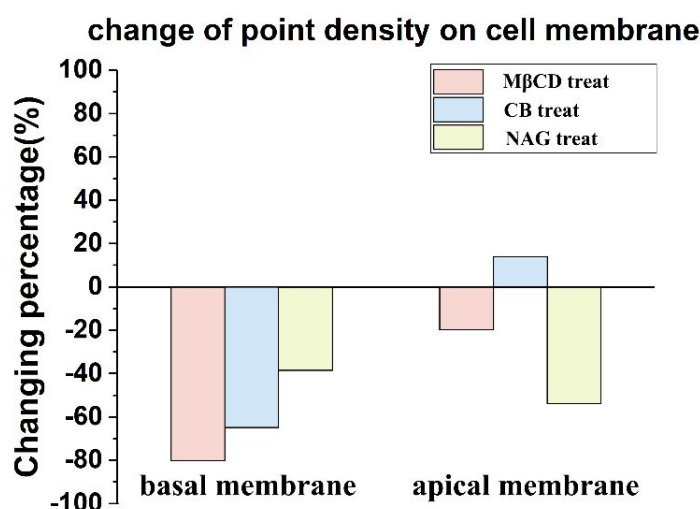 change of point density on cell membrane
Changing percentage(%)
100
80
60
40
20
0
-20
-40
-60
-80
-100
MβCD treat
CB treat
NAG treat
basal membrane
apical membrane